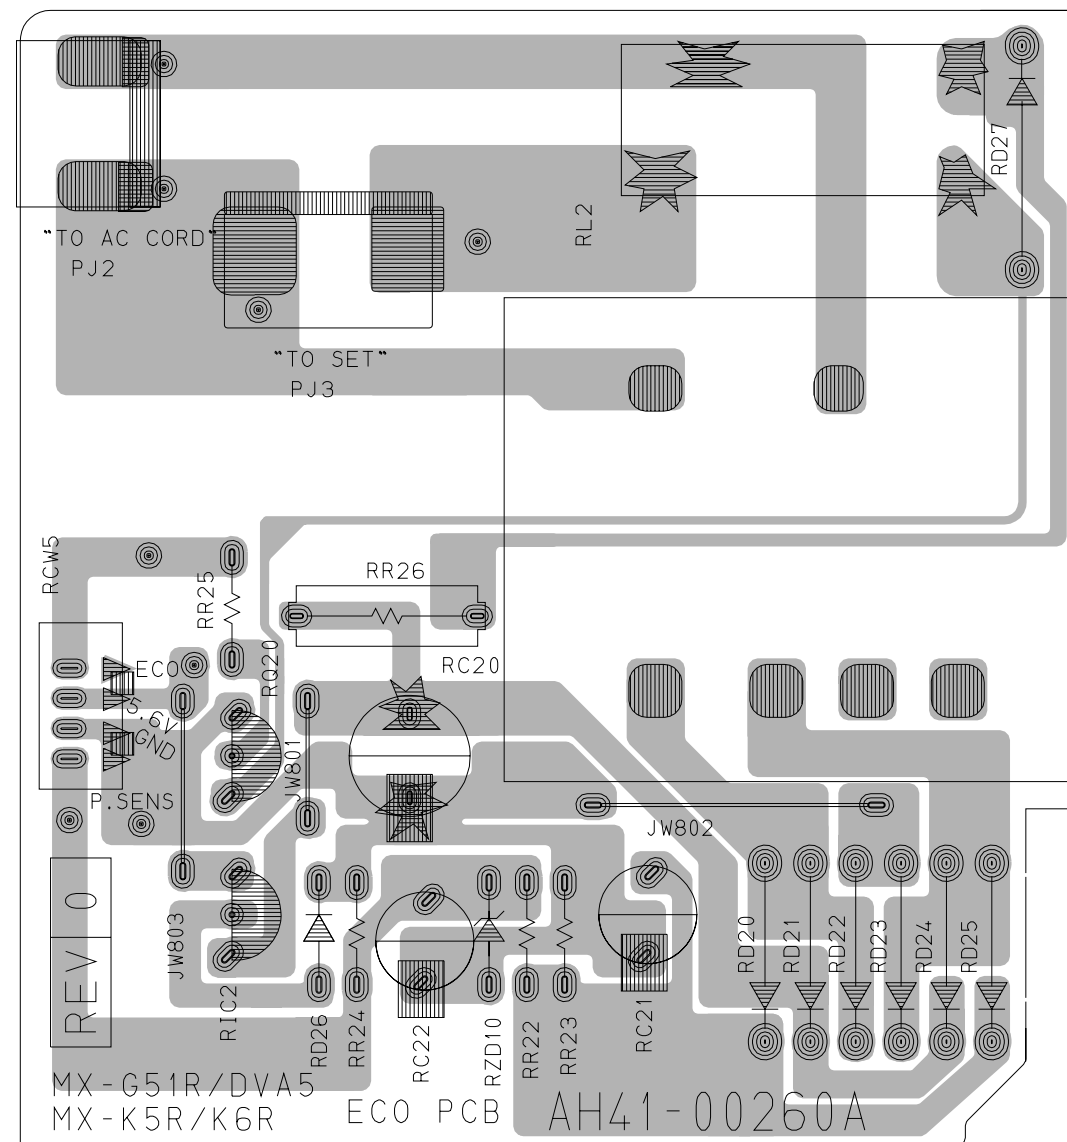 RD27
"TO AC CORD"
PJ2
RL2
"TO SET"
PJ3
RCW5
RR25
RR26
RQ20
RC20
ECO
5.6V
GND
P.SENS
JW801
JW802
REV 0
JW803
RIC2
RD26
RR24
RC22
RZD10
RR22
RR23
RC21
RD20
RD21
RD22
RD23
RD24
RD25
MX-G51R/DVA5
MX-K5R/K6R
ECO PCB
AH41-00260A